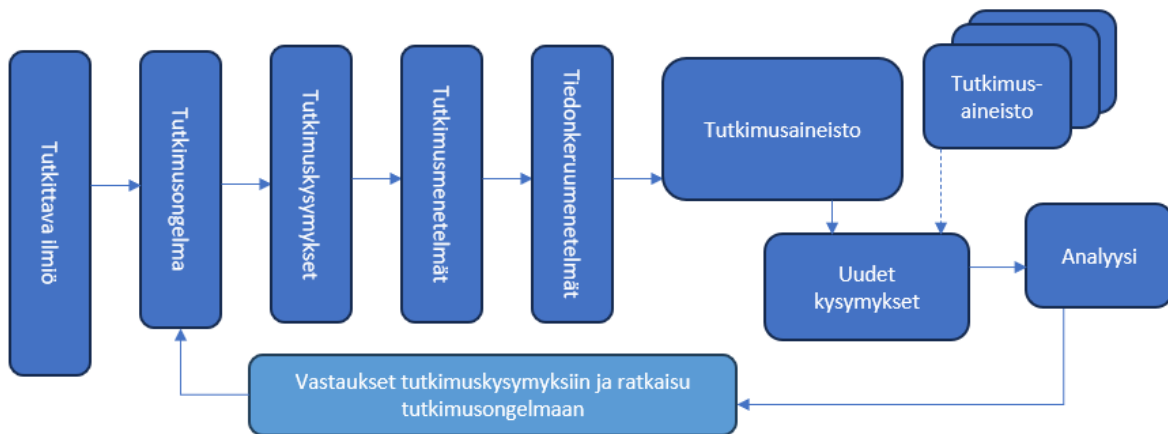 Tutkittava ilmiö
Tutkimusongelma
Tutkimuskysymykset
Tutkimusmenetelmät
Tiedonkeruumenetelmät
Tutkimusaineisto
Tutkimus-
aineisto
Uudet
kysymykset
Analyysi
Vastaukset tutkimuskysymyksiin ja ratkaisu
tutkimusongelmaan